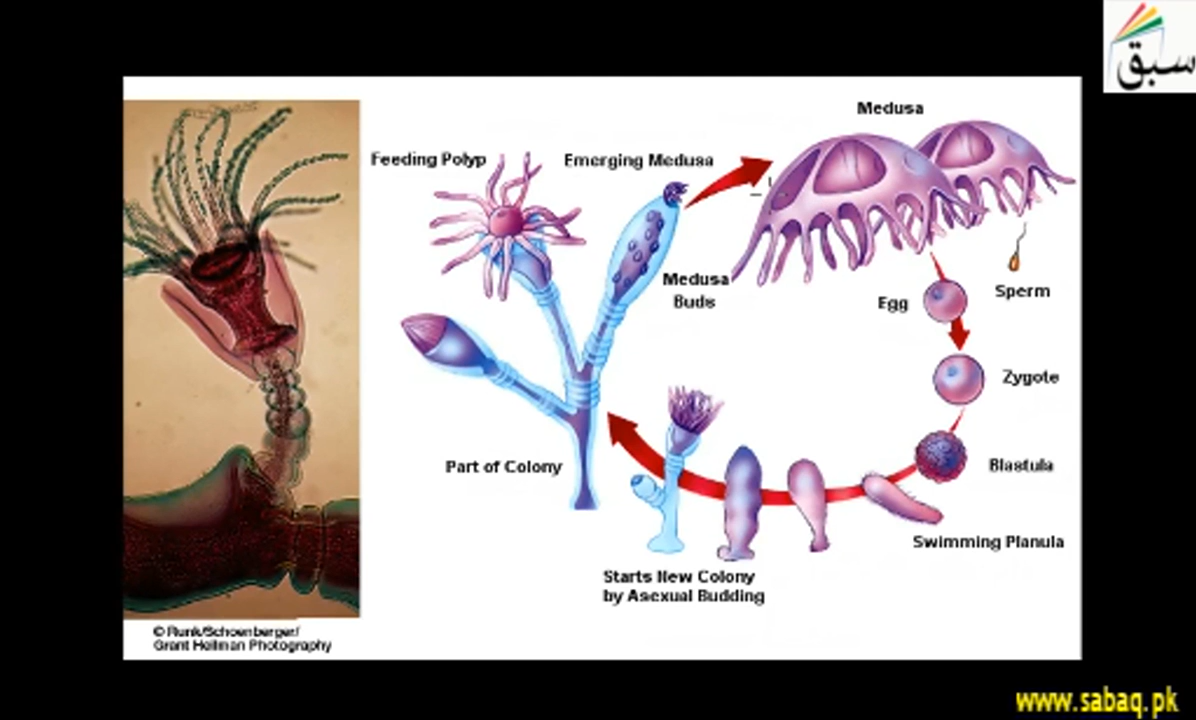 سبق
Medusa
Feeding Polyp
Emerging Medusa
Medusa
Buds
Egg
Sperm
Zygote
Part of Colony
Blastula
Swimming Planula
Starts New Colony
by Asexual Budding
© Runk/Schoenberger/
Grant Heilman Photography
www.sabaq.pk